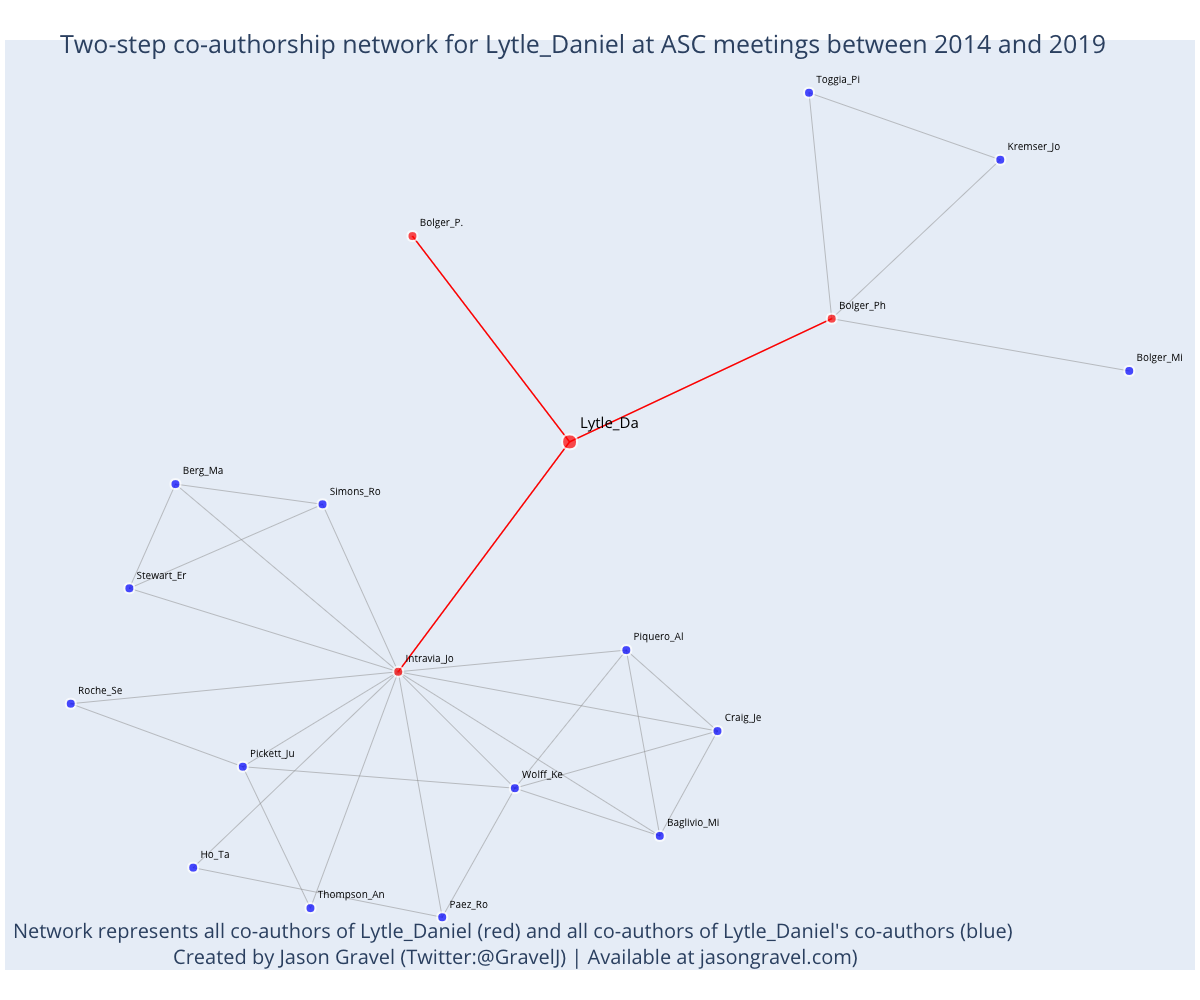 Two-step co-authorship network for Lytle_Daniel at ASC meetings between 2014 and 2019
Toggia_Pi
Kremser_Jo
Bolger_P.
Bolger_Ph
Bolger_Mi
Lytle_Da
Berg_Ma
Simons_Ro
Stewart_Er
Piquero_Al
Intravia_Jo
Roche_Se
Craig_Je
Pickett_Ju
Wolff_Ke
Baglivio_Mi
Ho_Ta
Thompson_An
Paez_Ro
Network represents all co-authors of Lytle_Daniel (red) and all co-authors of Lytle_Daniel's co-authors (blue)
Created by Jason Gravel (Twitter:@GravelJ) | Available at jasongravel.com)